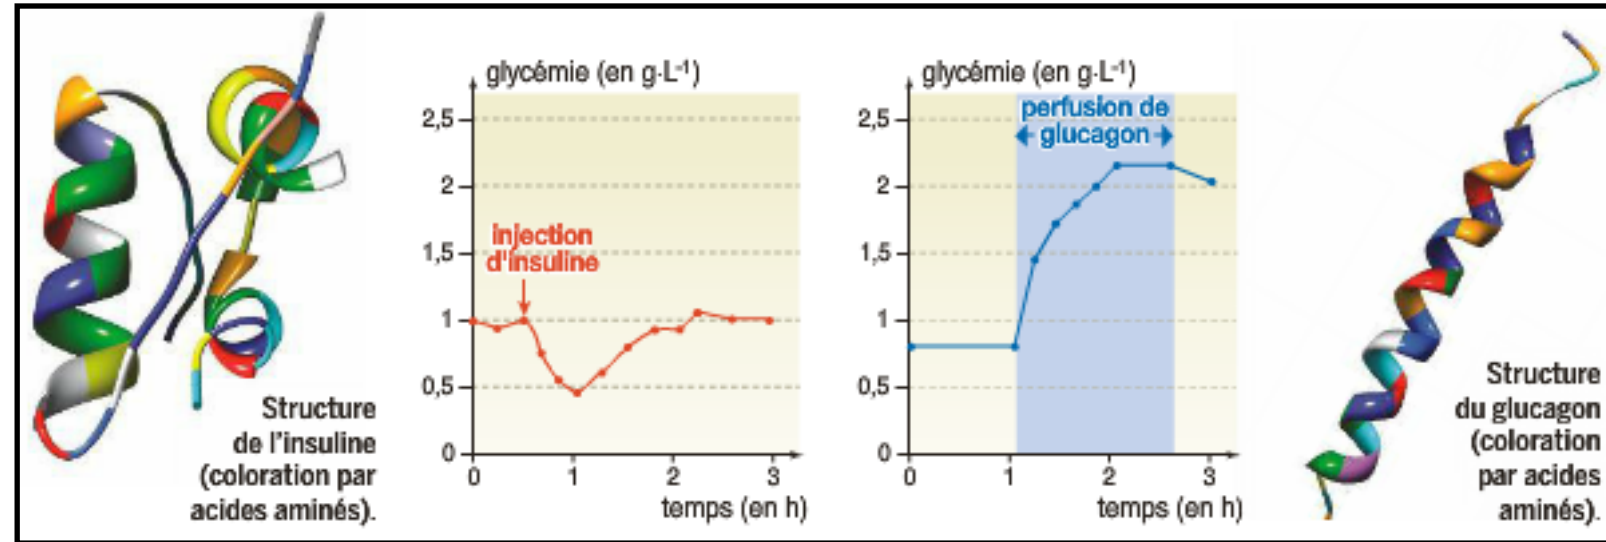 glycémie (en g·L⁻¹)
2,5
2
1,5
1
0,5
0
injection
d'insuline
0 1 2 3
temps (en h)
Structure
de l'insuline
(coloration par
acides aminés).
glycémie (en g·L⁻¹)
perfusion de
glucagon
2,5
2
1,5
1
0,5
0
0 1 2 3
temps (en h)
Structure
du glucagon
(coloration
par acides
aminés).